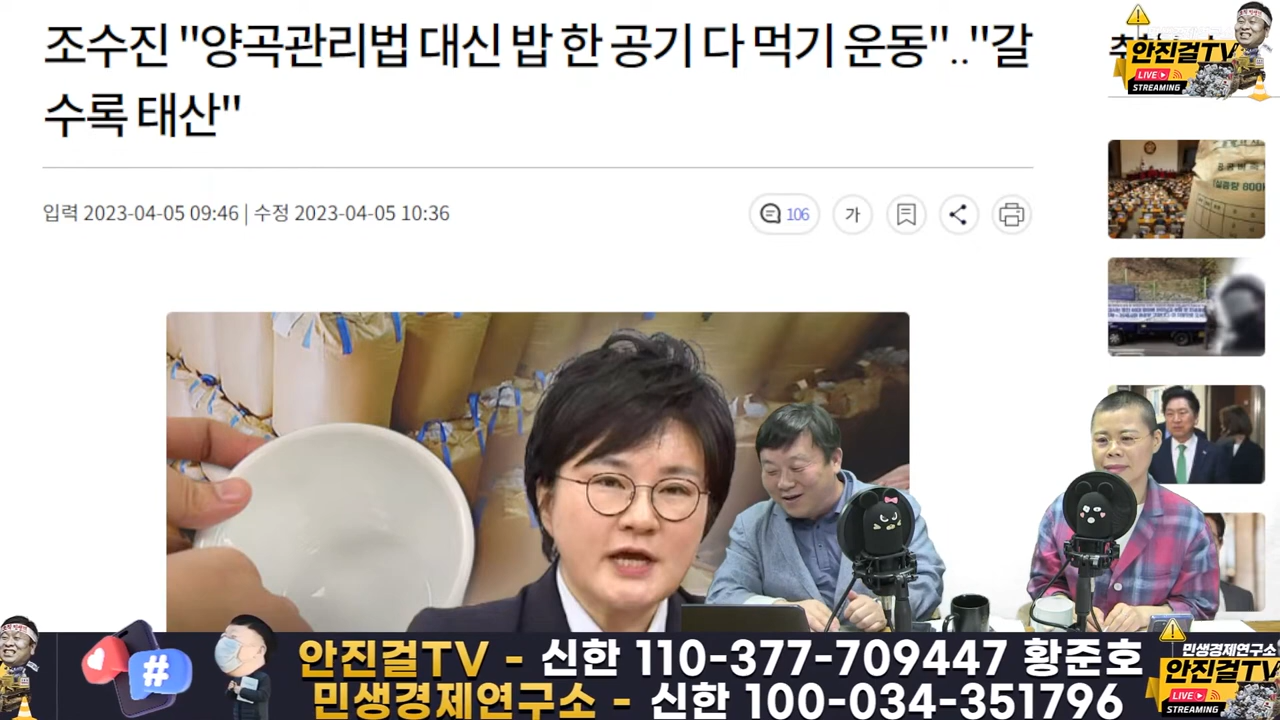 조수진 "양곡관리법 대신 밥 한 공기 다 먹기 운동".."갈
수록 태산"
안진걸TV
LIVE
STREAMING
입력 2023-04-05 09:46 | 수정 2023-04-05 10:36
106
가
안진걸TV - 신한 110-377-709447 황준호
민생경제연구소 - 신한 100-034-351796
#
민생경제연구소
안진걸TV
LIVE
STREAMING